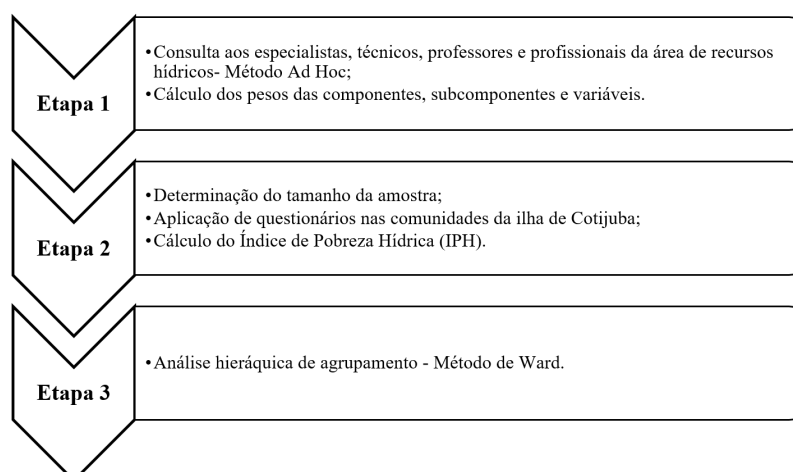 Etapa 1
•Consulta aos especialistas, técnicos, professores e profissionais da área de recursos
hídricos- Método Ad Hoc;
•Cálculo dos pesos das componentes, subcomponentes e variáveis.
Etapa 2
•Determinação do tamanho da amostra;
•Aplicação de questionários nas comunidades da ilha de Cotijuba;
•Cálculo do Índice de Pobreza Hídrica (IPH).
Etapa 3
•Análise hieráquica de agrupamento - Método de Ward.